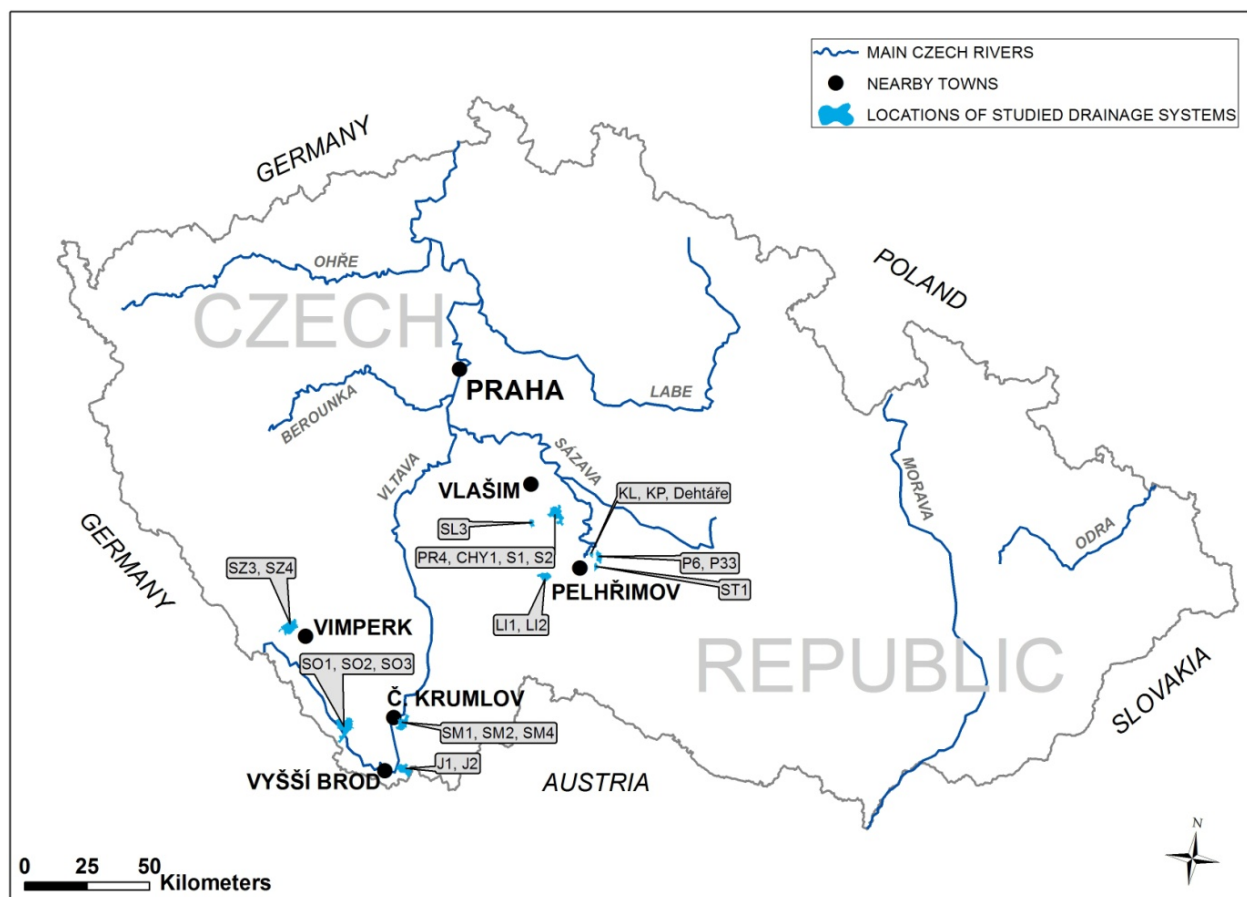 MAIN CZECH RIVERS
NEARBY TOWNS
LOCATIONS OF STUDIED DRAINAGE SYSTEMS
GERMANY
POLAND
OHŘE
CZECH
PRAHA
LABE
BEROUNKA
SÁZAVA
VLTAVA
MORAVA
VLAŠIM
KL, KP, Dehtáře
ODRA
SL3
PR4, CHY1, S1, S2
P6, P33
GERMANY
PELHŘIMOV
ST1
SZ3, SZ4
LI1, LI2
VIMPERK
REPUBLIC
SO1, SO2, SO3
SLOVAKIA
Č. KRUMLOV
SM1, SM2, SM4
J1, J2
VYŠŠÍ BROD
AUSTRIA
N
0 25 50
Kilometers